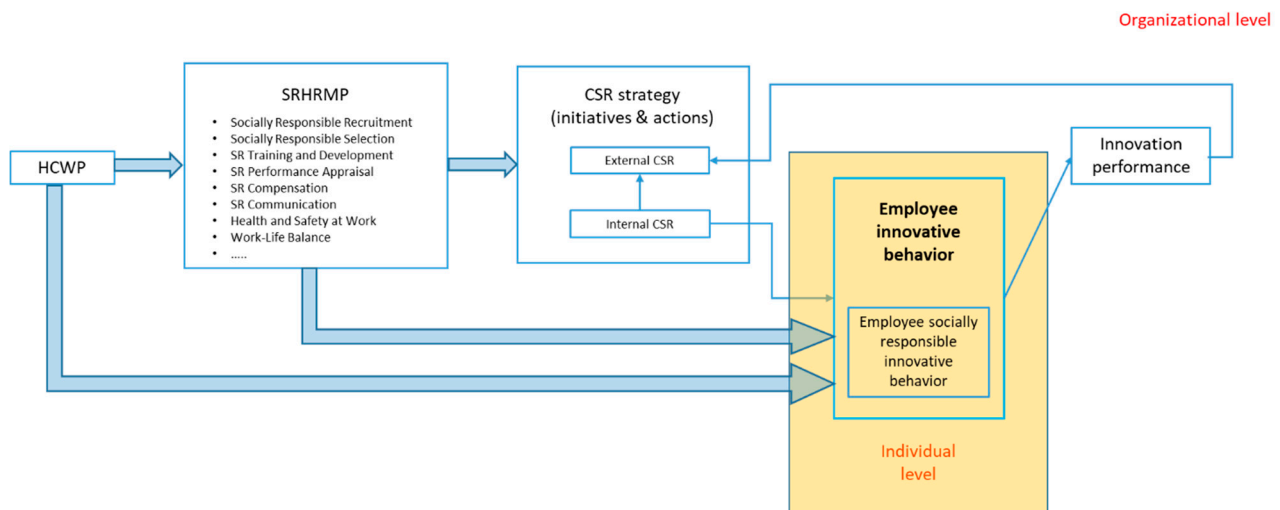 Organizational level
HCWP
SRHRMP
• Socially Responsible Recruitment
• Socially Responsible Selection
• SR Training and Development
• SR Performance Appraisal
• SR Compensation
• SR Communication
• Health and Safety at Work
• Work-Life Balance
• .....
CSR strategy
(initiatives & actions)
External CSR
Internal CSR
Employee
innovative
behavior
Employee socially
responsible
innovative
behavior
Individual
level
Innovation
performance